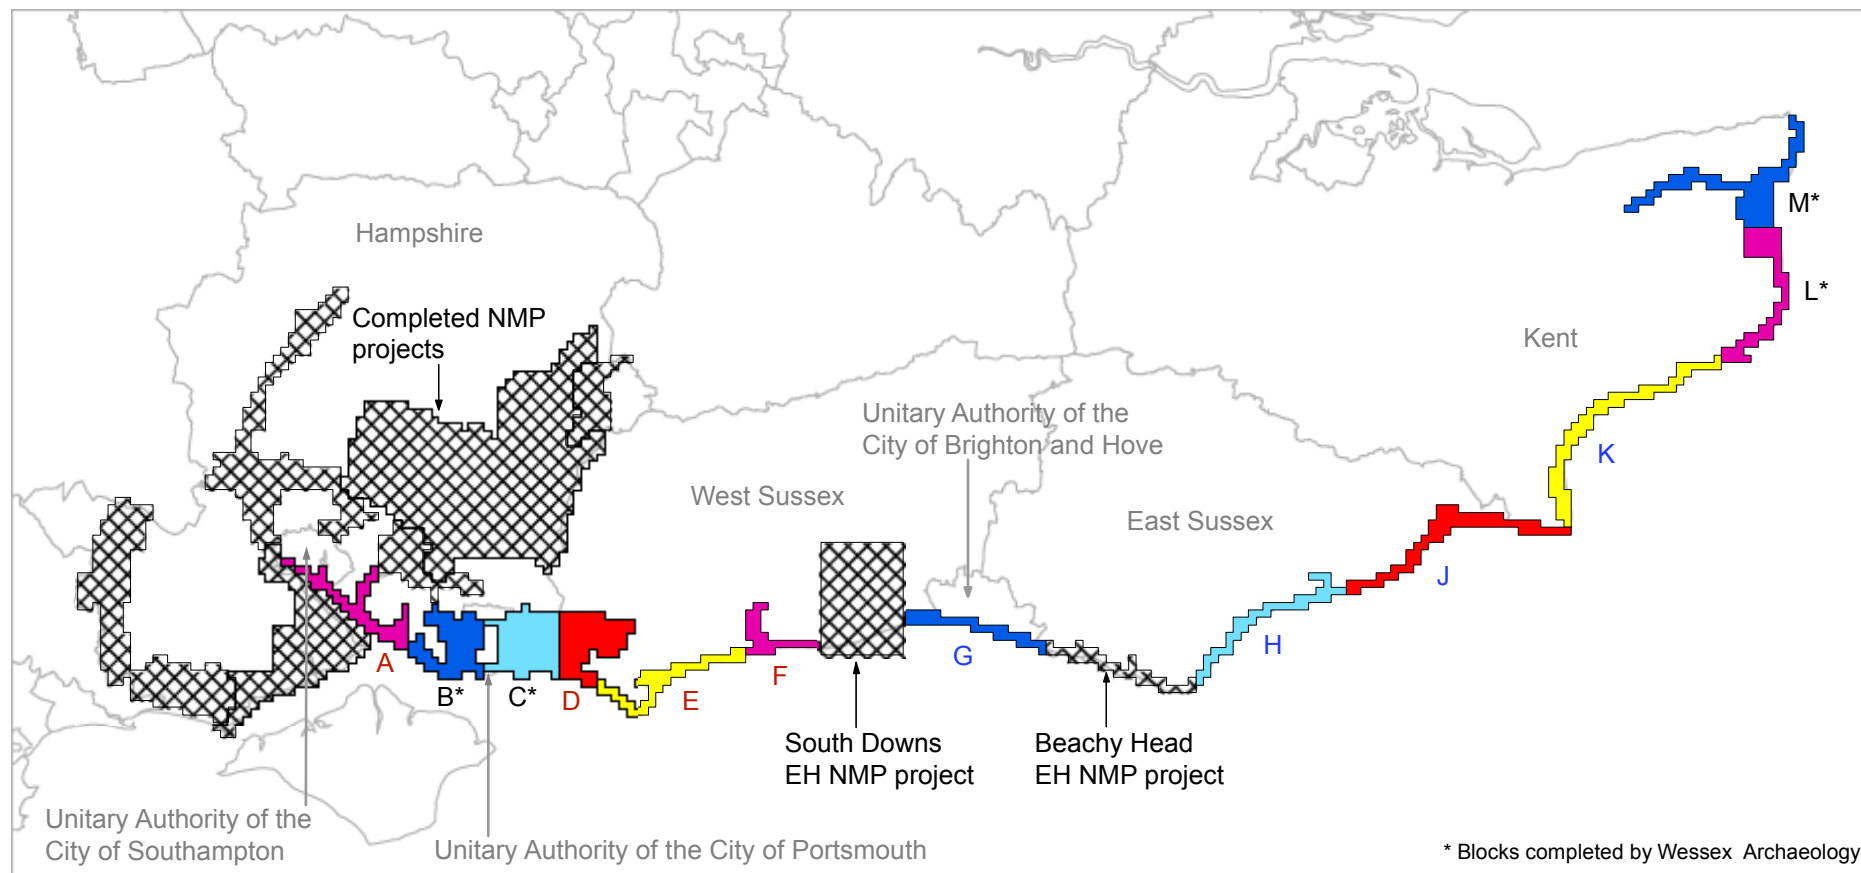 M*
Hampshire
L*
Completed NMP
projects
Kent
Unitary Authority of the
City of Brighton and Hove
K
West Sussex
East Sussex
J
H
G
A
F
B*
C*
D
E
South Downs
EH NMP project
Beachy Head
EH NMP project
Unitary Authority of the
City of Southampton
Unitary Authority of the City of Portsmouth
* Blocks completed by Wessex Archaeology